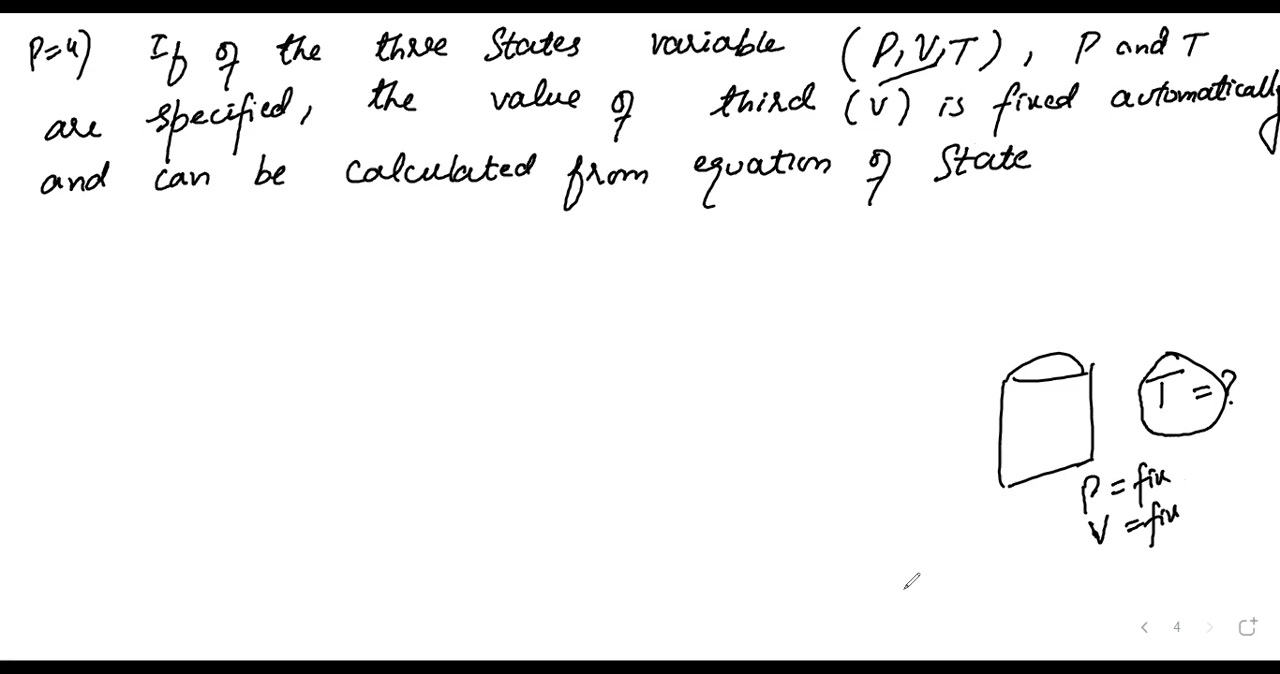 P=4) If of the three States variable (P,V,T), P and T
are specified, the value of third (V) is fixed automatically
and can be calculated from equation of State
T = ?
P = fix
V = fix
4